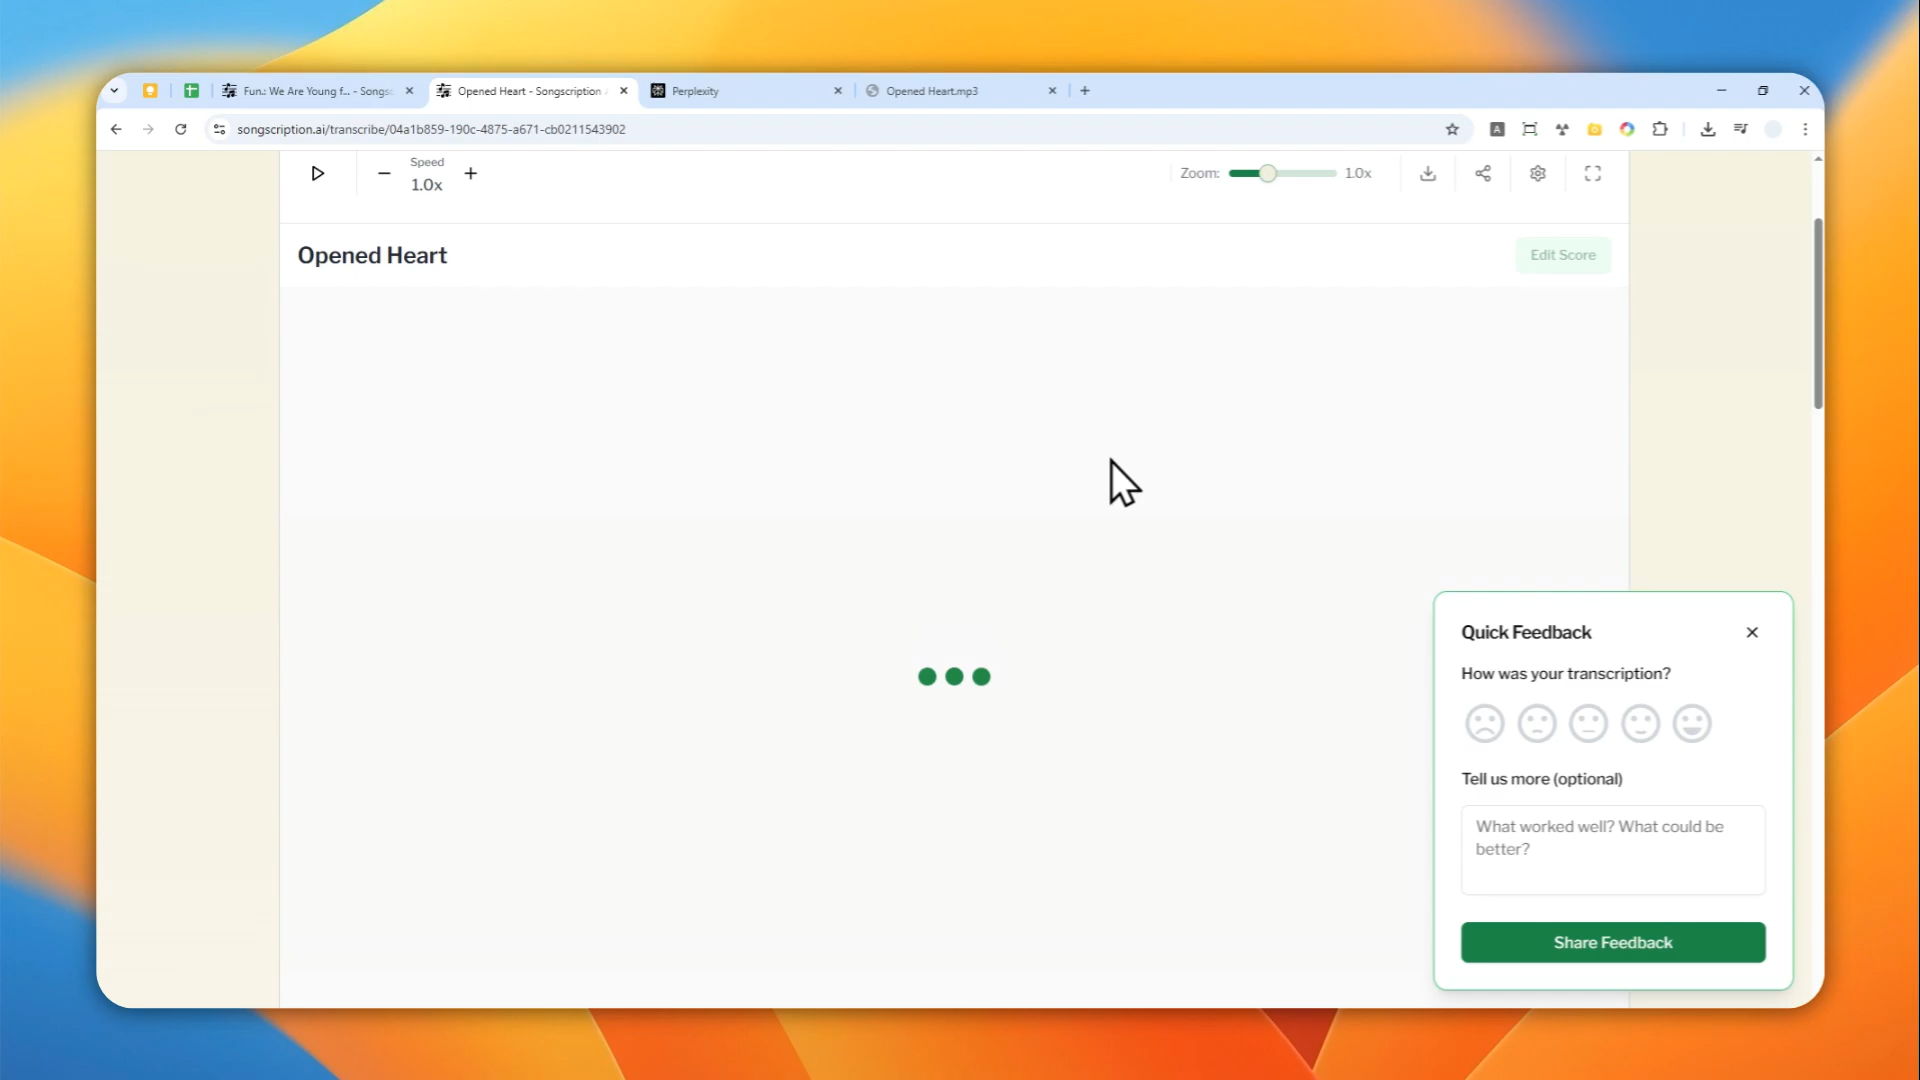 Fun.: We Are Young f... - Songsc
Opened Heart - Songscription
Perplexity
Opened Heart.mp3
songscription.ai/transcribe/04a1b859-190c-4875-a671-cb0211543902
Speed
1.0x
Zoom:
1.0x
Opened Heart
Edit Score
Quick Feedback
How was your transcription?
Tell us more (optional)
What worked well? What could be
better?
Share Feedback